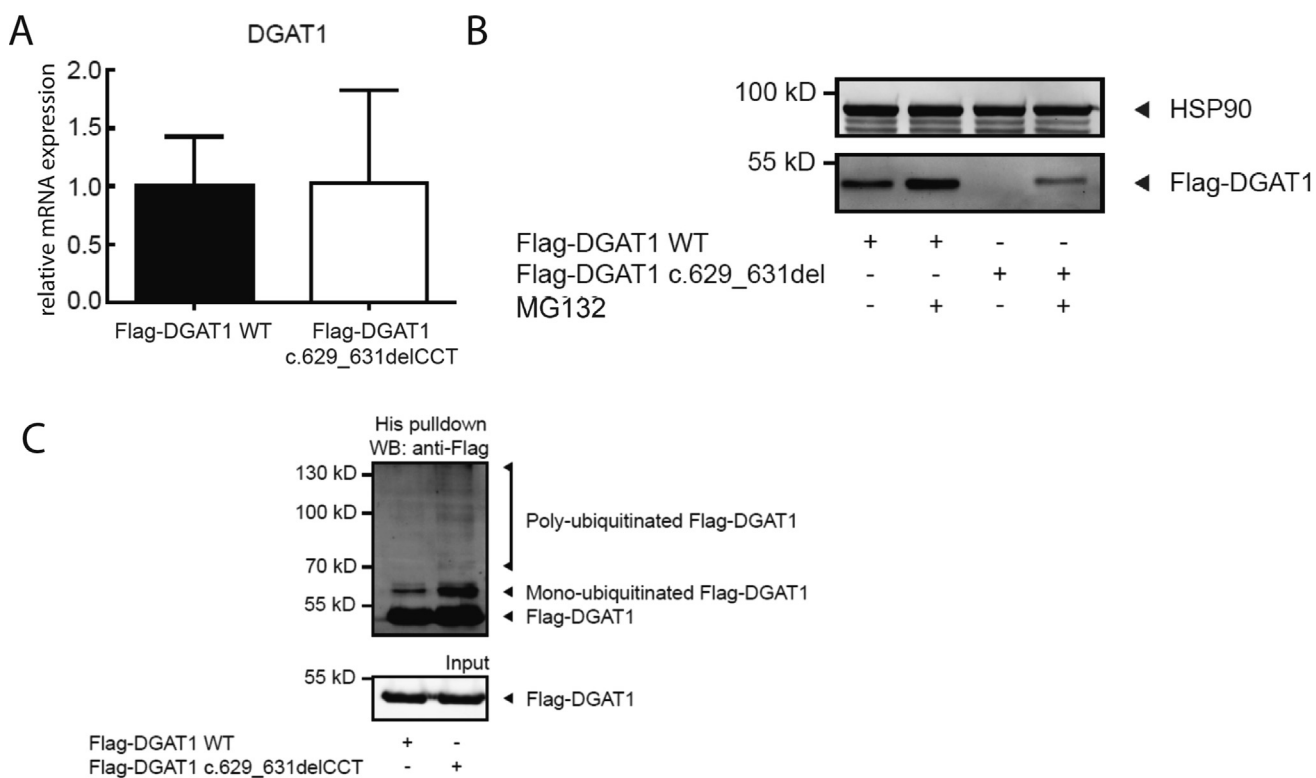 A
DGAT1
relative mRNA expression
2.0
1.5
1.0
0.5
0.0
Flag-DGAT1 WT
Flag-DGAT1
c.629_631delCCT
B
100 kD
HSP90
55 kD
Flag-DGAT1
Flag-DGAT1 WT + + - -
Flag-DGAT1 c.629_631del - - + +
MG132 - + - +
C
His pulldown
WB: anti-Flag
130 kD
100 kD
Poly-ubiquitinated Flag-DGAT1
70 kD
Mono-ubiquitinated Flag-DGAT1
55 kD
Flag-DGAT1
Input
55 kD
Flag-DGAT1
Flag-DGAT1 WT + -
Flag-DGAT1 c.629_631delCCT - +